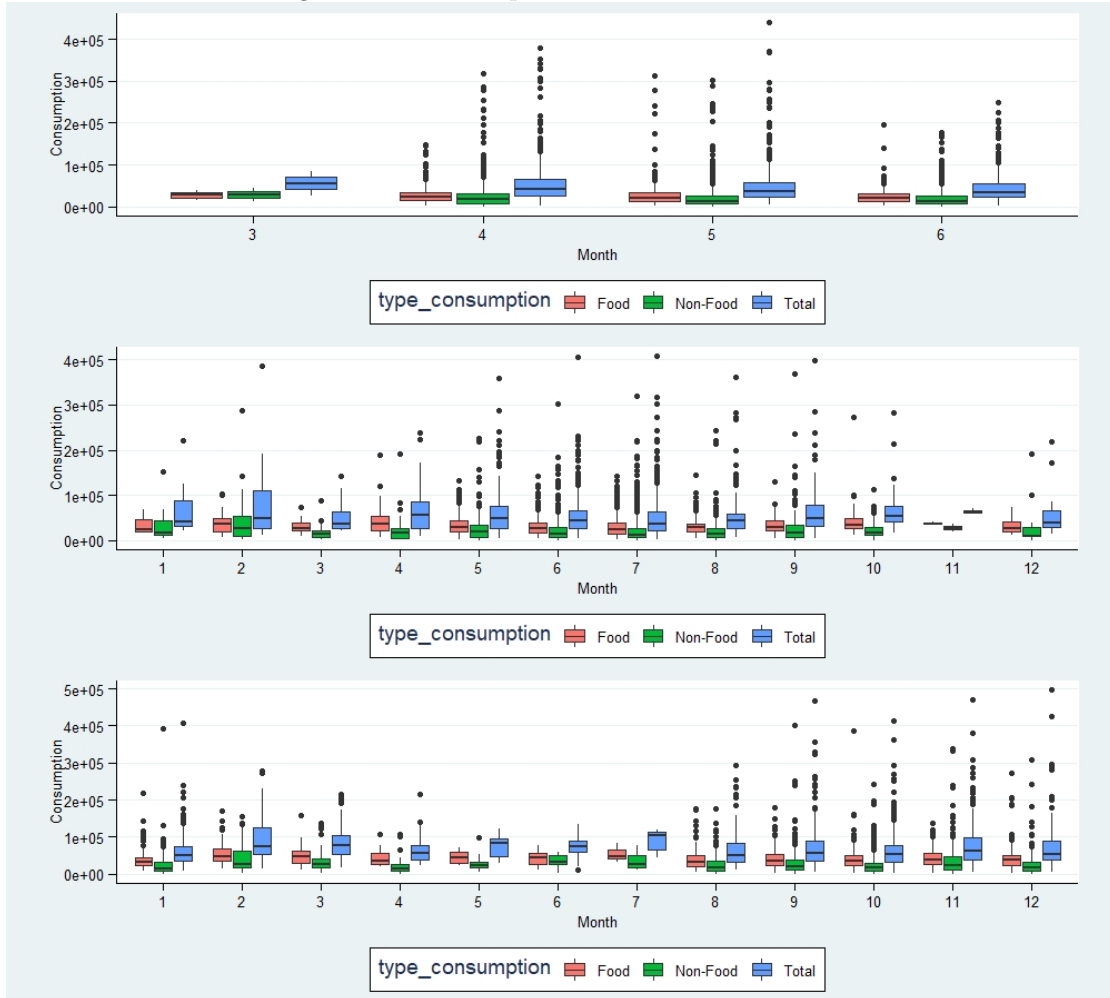 4e+05
3e+05
2e+05
1e+05
0e+00
Consumption
3 4 5 6
Month
type_consumption Food Non-Food Total
4e+05
3e+05
2e+05
1e+05
0e+00
Consumption
1 2 3 4 5 6 7 8 9 10 11 12
Month
type_consumption Food Non-Food Total
5e+05
4e+05
3e+05
2e+05
1e+05
0e+00
Consumption
1 2 3 4 5 6 7 8 9 10 11 12
Month
type_consumption Food Non-Food Total